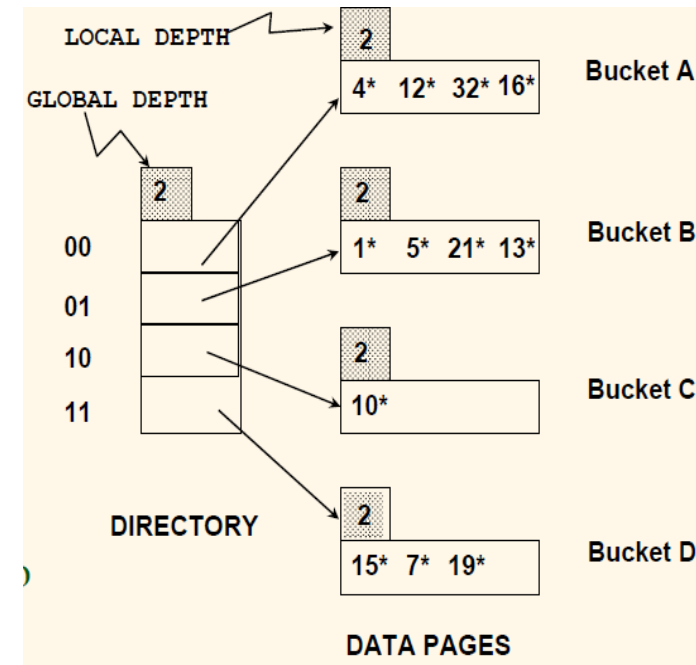 LOCAL DEPTH
2
Bucket A
4* 12* 32* 16*
GLOBAL DEPTH
2
2
Bucket B
00
1* 5* 21* 13*
01
10
2
Bucket C
11
10*
2
DIRECTORY
Bucket D
15* 7* 19*
)
DATA PAGES